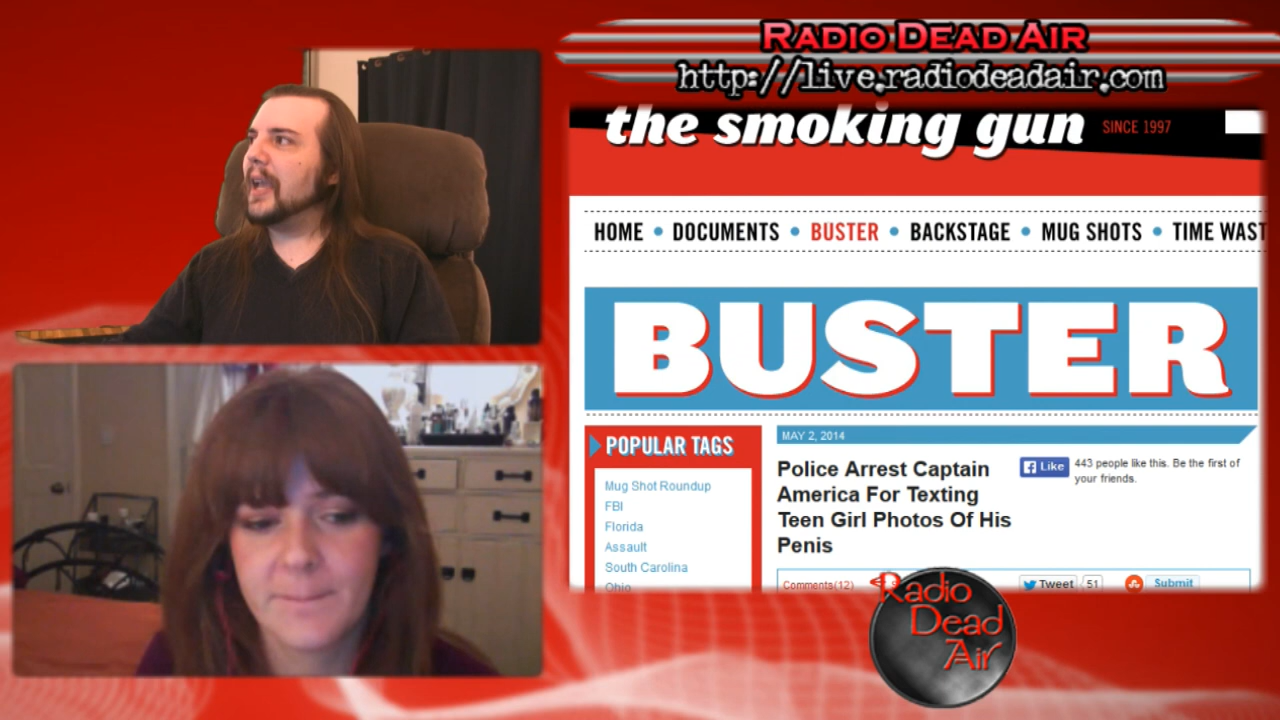 RADIO DEAD AIR
http://live.radiodeadair.com
the smoking gun SINCE 1997
HOME • DOCUMENTS • BUSTER • BACKSTAGE • MUG SHOTS • TIME WAST
BUSTER
POPULAR TAGS
Mug Shot Roundup
FBI
Florida
Assault
South Carolina
Ohio
MAY 2, 2014
Police Arrest Captain
America For Texting
Teen Girl Photos Of His
Penis
Like 443 people like this. Be the first of
your friends.
Comments(12)
Tweet 51
Submit
Radio
Dead
Air